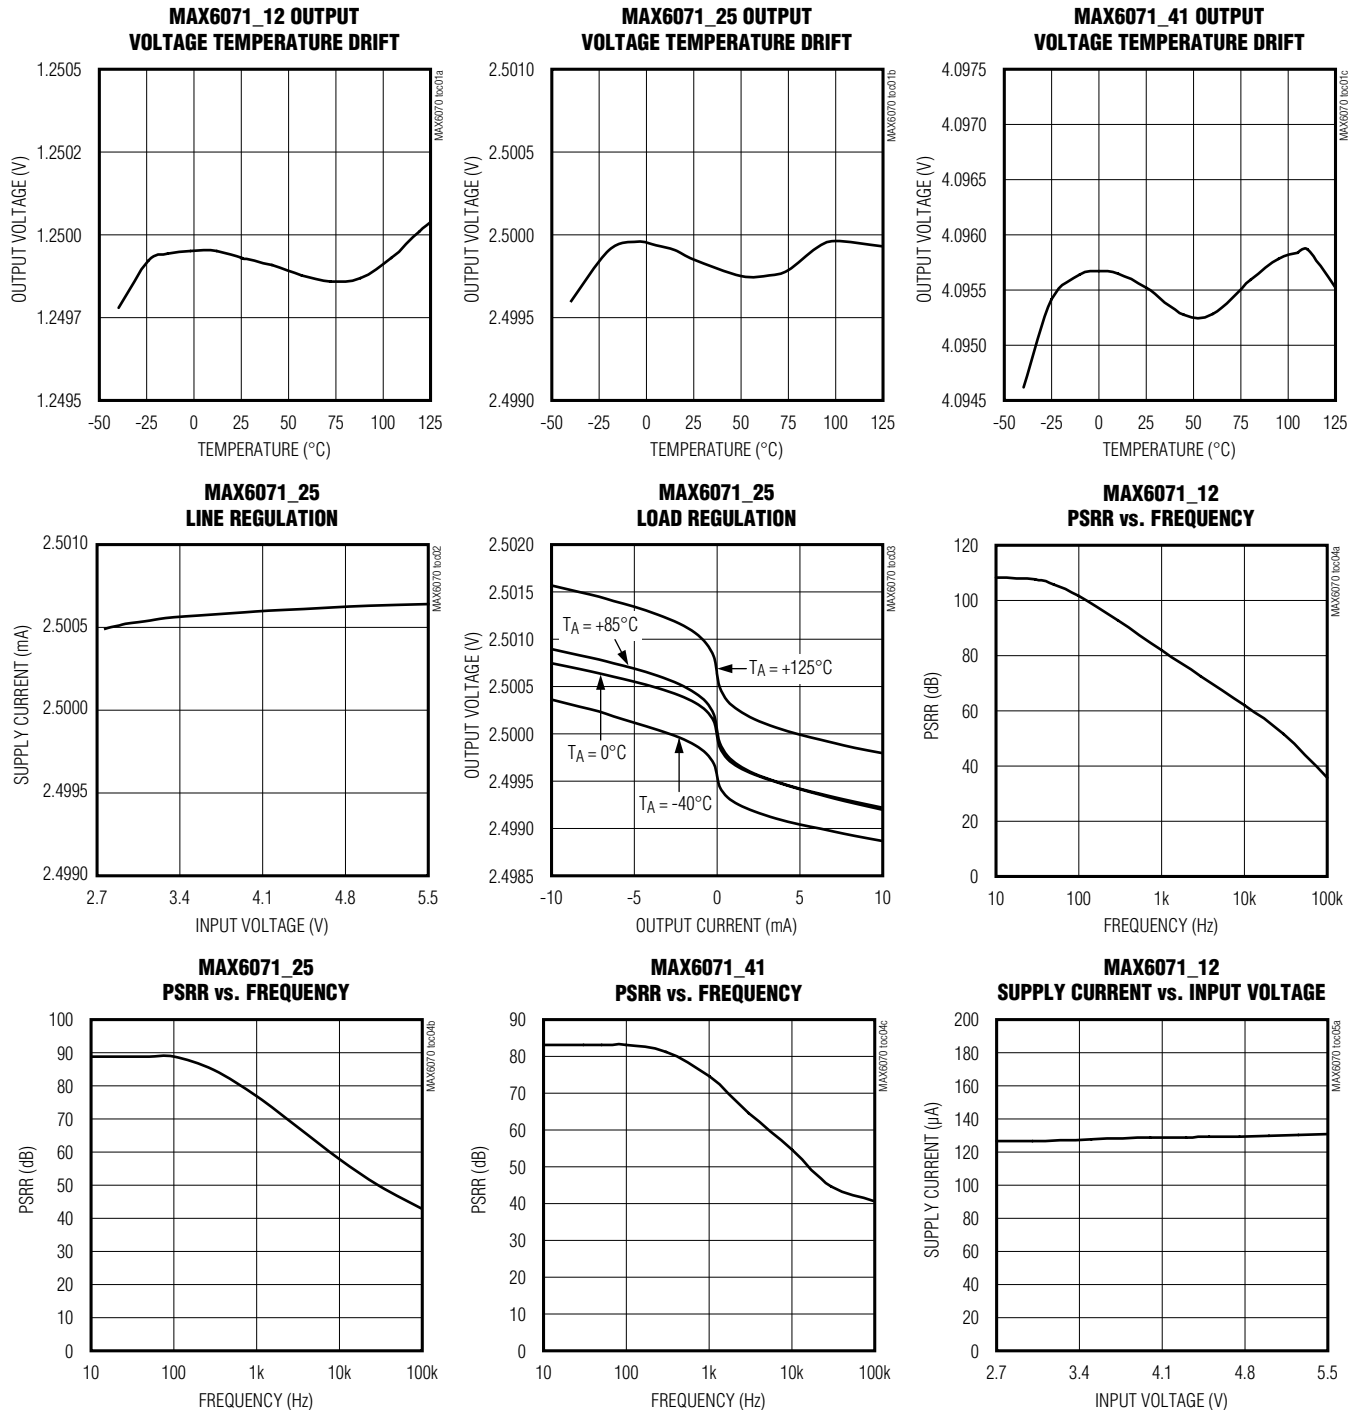 MAX6071_12 OUTPUT
VOLTAGE TEMPERATURE DRIFT
MAX6070 toc01a
OUTPUT VOLTAGE (V)
1.2505
1.2502
1.2500
1.2497
1.2495
-50 -25 0 25 50 75 100 125
TEMPERATURE (°C)
MAX6071_25 OUTPUT
VOLTAGE TEMPERATURE DRIFT
MAX6070 toc01b
OUTPUT VOLTAGE (V)
2.5010
2.5005
2.5000
2.4995
2.4990
-50 -25 0 25 50 75 100 125
TEMPERATURE (°C)
MAX6071_41 OUTPUT
VOLTAGE TEMPERATURE DRIFT
MAX6070 toc01c
OUTPUT VOLTAGE (V)
4.0975
4.0970
4.0965
4.0960
4.0955
4.0950
4.0945
-50 -25 0 25 50 75 100 125
TEMPERATURE (°C)
MAX6071_25
LINE REGULATION
MAX6070 toc02
SUPPLY CURRENT (mA)
2.5010
2.5005
2.5000
2.4995
2.4990
2.7 3.4 4.1 4.8 5.5
INPUT VOLTAGE (V)
MAX6071_25
LOAD REGULATION
MAX6070 toc03
OUTPUT VOLTAGE (V)
2.5020
2.5015
2.5010
2.5005
2.5000
2.4995
2.4990
2.4985
TA = +85°C
TA = +125°C
TA = 0°C
TA = -40°C
-10 -5 0 5 10
OUTPUT CURRENT (mA)
MAX6071_12
PSRR vs. FREQUENCY
MAX6070 toc04a
PSRR (dB)
120
100
80
60
40
20
0
10 100 1k 10k 100k
FREQUENCY (Hz)
MAX6071_25
PSRR vs. FREQUENCY
MAX6070 toc04b
PSRR (dB)
100
90
80
70
60
50
40
30
20
10
0
10 100 1k 10k 100k
FREQUENCY (Hz)
MAX6071_41
PSRR vs. FREQUENCY
MAX6070 toc04c
PSRR (dB)
90
80
70
60
50
40
30
20
10
0
10 100 1k 10k 100k
FREQUENCY (Hz)
MAX6071_12
SUPPLY CURRENT vs. INPUT VOLTAGE
MAX6070 toc05a
SUPPLY CURRENT (µA)
200
180
160
140
120
100
80
60
40
20
0
2.7 3.4 4.1 4.8 5.5
INPUT VOLTAGE (V)